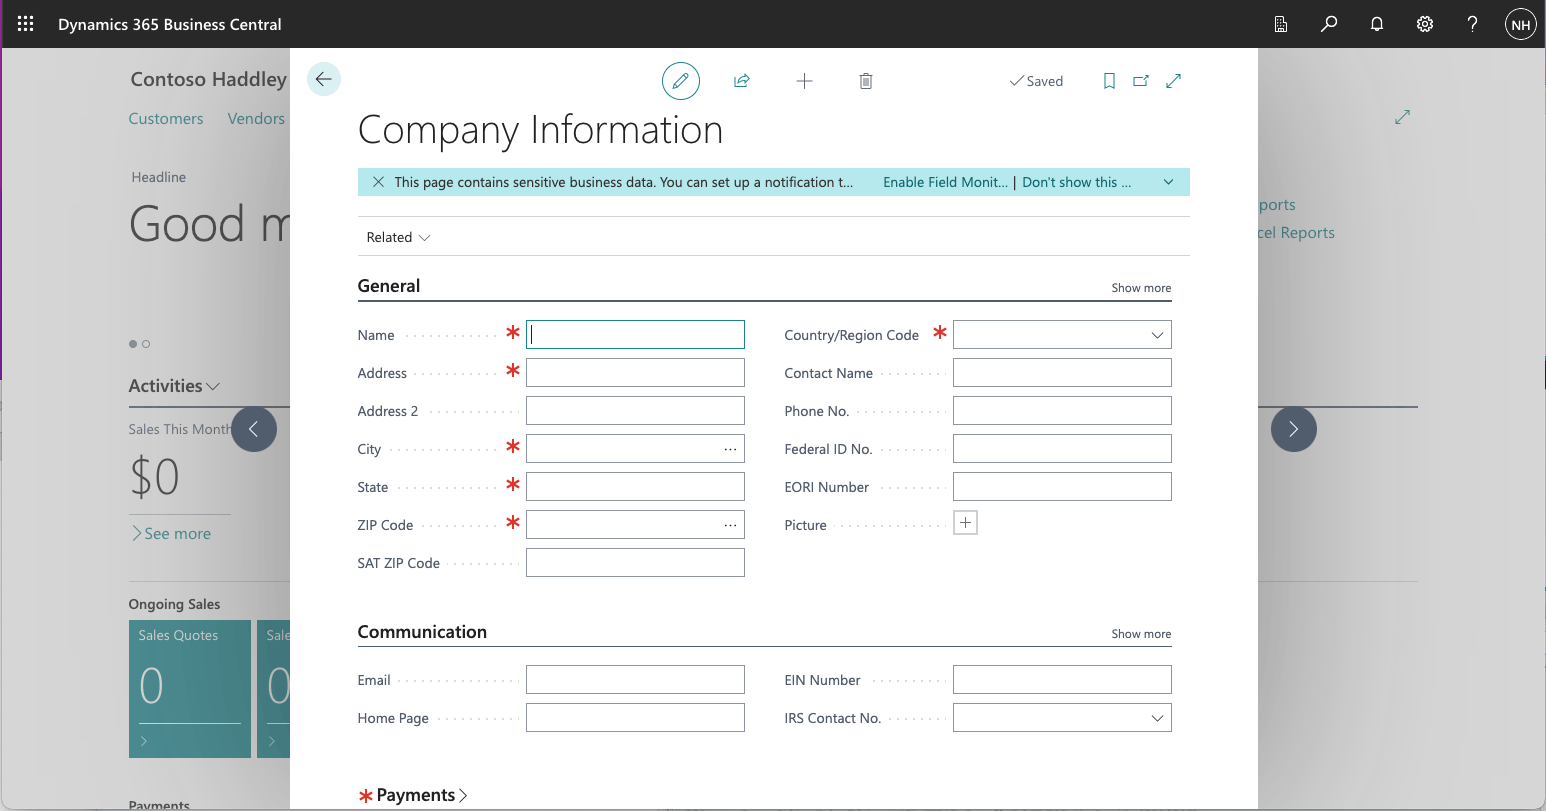 Dynamics 365 Business Central
NH
Contoso Haddley
Customers Vendors
Headline
Good m
Activities
Sales This Month
$0
See more
Ongoing Sales
Sales Quotes
0
Sale
0
Payments
ports
cel Reports
Saved
Company Information
This page contains sensitive business data. You can set up a notification t... Enable Field Monit... | Don't show this ...
Related
General Show more
Name *
Address *
Address 2
City * ...
State *
ZIP Code * ...
SAT ZIP Code
Country/Region Code *
Contact Name
Phone No.
Federal ID No.
EORI Number
Picture
Communication Show more
Email
Home Page
EIN Number
IRS Contact No.
* Payments